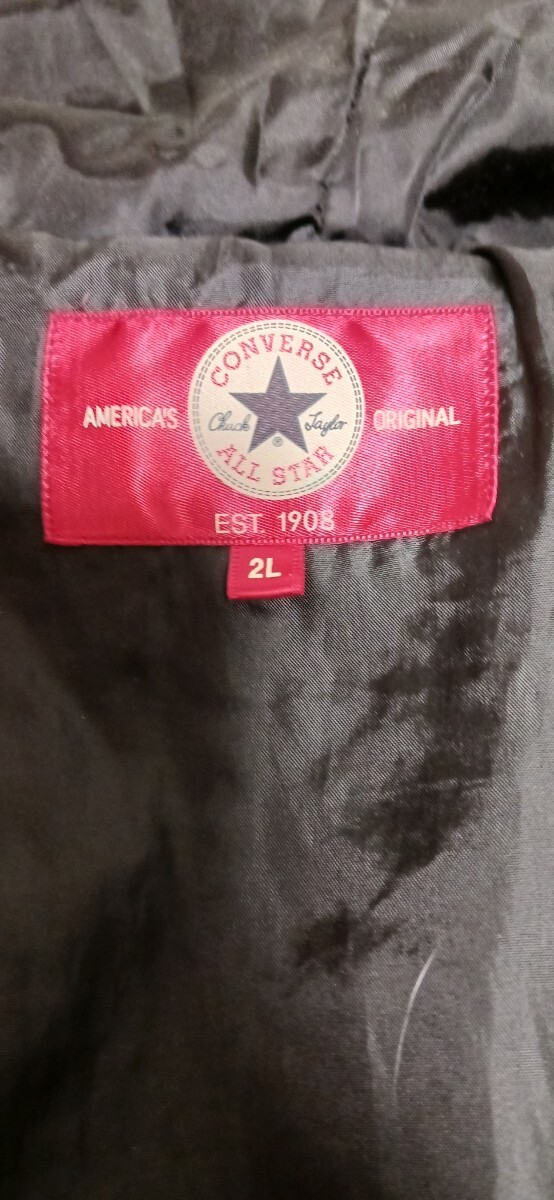 CONVERSE
AMERICA'S Chuck Taylor ORIGINAL
®
ALL STAR
EST. 1908
2L